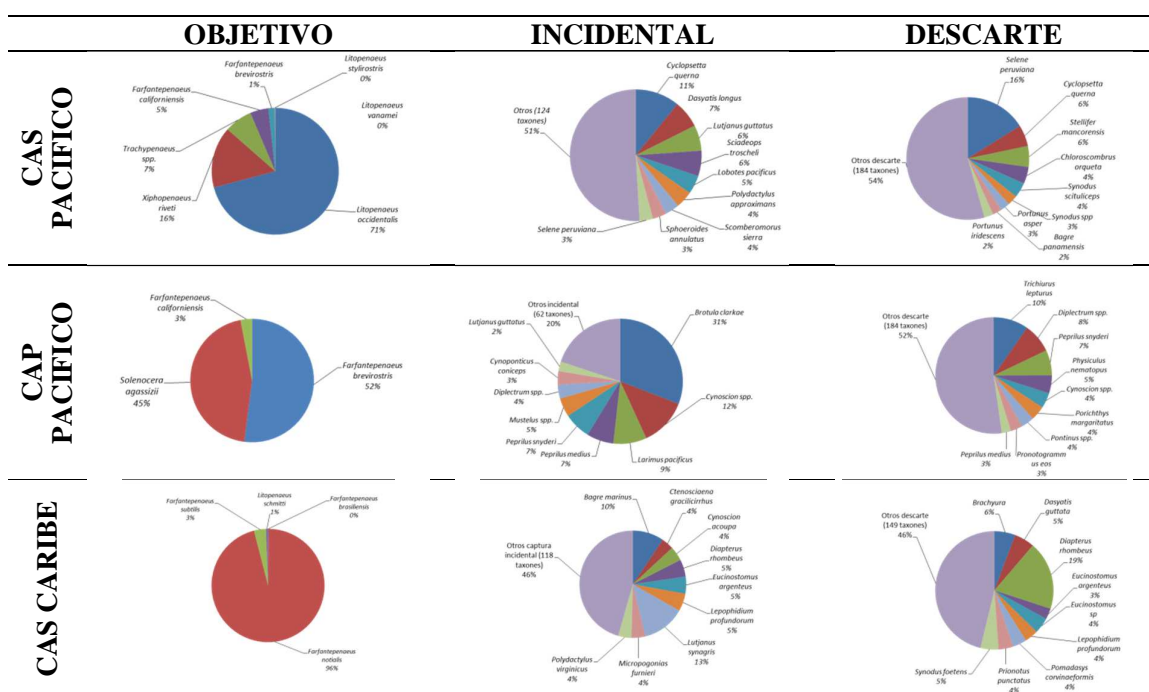 OBJETIVO
INCIDENTAL
DESCARTE
CAS
PACIFICO
Litopenaeus
stylirostris
0%
Farfantepenaeus
brevirostris
1%
Farfantepenaeus
californiensis
5%
Litopenaeus
vanamei
0%
Trachypenaeus
spp.
7%
Xiphopenaeus
riveti
16%
Litopenaeus
occidentalis
71%
Cyclopsetta
querna
11%
Dasyatis longus
7%
Otros (124
taxones)
51%
Lutjanus guttatus
6%
Sciadeops
troscheli
6%
Lobotes pacificus
5%
Polydactylus
approximans
4%
Scomberomorus
sierra
4%
Sphoeroides
annulatus
3%
Selene peruviana
3%
Selene
peruviana
16%
Cyclopsetta
querna
6%
Stellifer
mancorensis
6%
Otros descarte
(184 taxones)
54%
Chloroscombrus
orqueta
4%
Synodus
scituliceps
4%
Synodus spp
3%
Portunus
asper
3%
Bagre
panamensis
2%
Portunus
iridescens
2%
CAP
PACIFICO
Farfantepenaeus
californiensis
3%
Solenocera
agassizii
45%
Farfantepenaeus
brevirostris
52%
Otros incidental
(62 taxones)
20%
Brotula clarkae
31%
Lutjanus guttatus
2%
Cynoponticus
coniceps
3%
Diplectrum spp.
4%
Mustelus spp.
5%
Peprilus snyderi
7%
Peprilus medius
7%
Larimus pacificus
9%
Cynoscion spp.
12%
Trichiurus
lepturus
10%
Diplectrum spp.
8%
Otros descarte
(184 taxones)
52%
Peprilus snyderi
7%
Physiculus
nematopus
5%
Cynoscion spp.
4%
Porichthys
margaritatus
4%
Pontinus spp.
4%
Pronotogramm
us eos
3%
Peprilus medius
3%
CAS CARIBE
Farfantepenaeus
subtilis
3%
Litopenaeus
schmitti
1%
Farfantepenaeus
brasiliensis
0%
Farfantepenaeus
notialis
96%
Bagre marinus
10%
Ctenosciaena
gracilicirrhus
4%
Cynoscion
acoupa
4%
Otros captura
incidental (118
taxones)
46%
Diapterus
rhombeus
5%
Eucinostomus
argenteus
5%
Lepophidium
profundorum
5%
Lutjanus
synagris
13%
Micropogonias
furnieri
4%
Polydactylus
virginicus
4%
Brachyura
6%
Dasyatis
guttata
5%
Otros descarte
(149 taxones)
46%
Diapterus
rhombeus
19%
Eucinostomus
argenteus
3%
Eucinostomus
sp
4%
Lepophidium
profundorum
4%
Pomadasys
corvinaeformis
4%
Prionotus
punctatus
4%
Synodus foetens
5%